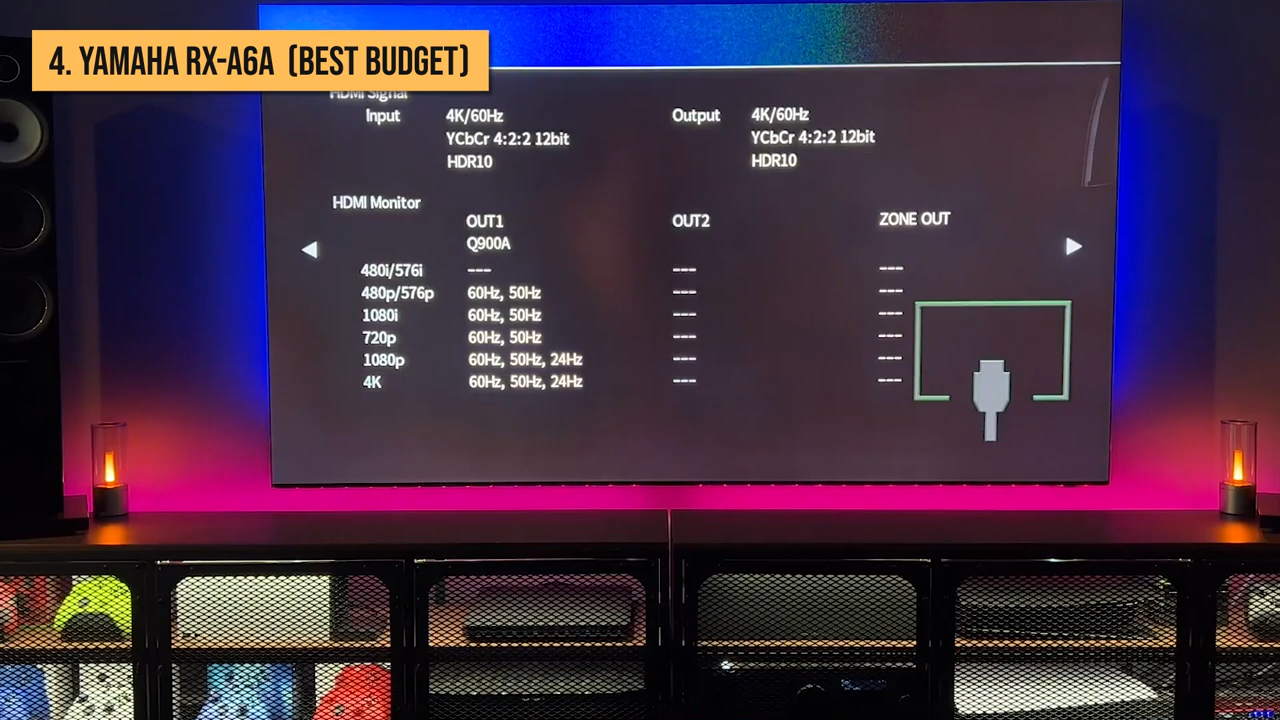 4. YAMAHA RX-A6A (BEST BUDGET)
HDMI Signal
Input 4K/60Hz Output 4K/60Hz
YCbCr 4:2:2 12bit YCbCr 4:2:2 12bit
HDR10 HDR10
HDMI Monitor
OUT1 OUT2 ZONE OUT
Q900A
480i/576i --- --- ---
480p/576p 60Hz, 50Hz --- ---
1080i 60Hz, 50Hz --- ---
720p 60Hz, 50Hz --- ---
1080p 60Hz, 50Hz, 24Hz --- ---
4K 60Hz, 50Hz, 24Hz --- ---